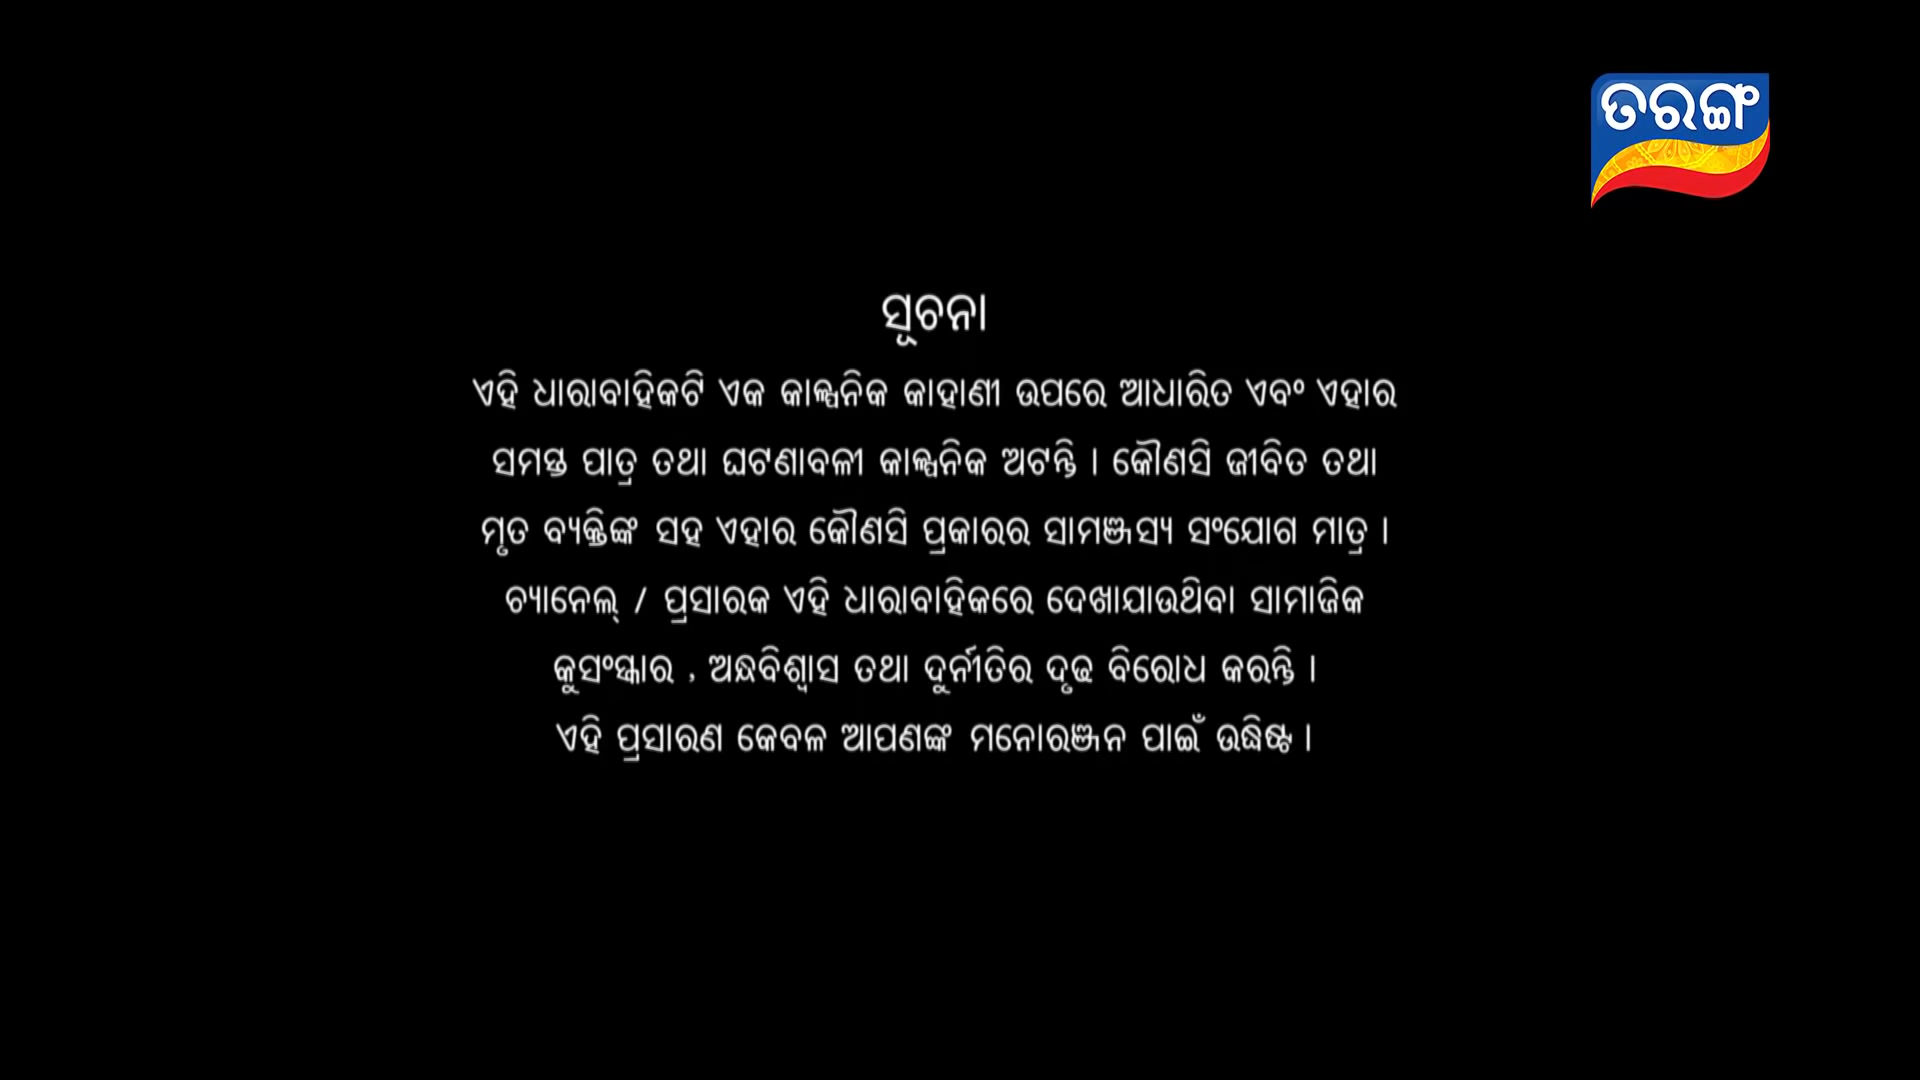 ତରଙ୍ଗ
ସୂଚନା
ଏହି ଧାରାବାହିକଟି ଏକ କାଳ୍ପନିକ କାହାଣୀ ଉପରେ ଆଧାରିତ ଏବଂ ଏହାର
ସମସ୍ତ ପାତ୍ର ତଥା ଘଟଣାବଳୀ କାଳ୍ପନିକ ଅଟନ୍ତି । କୌଣସି ଜୀବିତ ତଥା
ମୃତ ବ୍ୟକ୍ତିଙ୍କ ସହ ଏହାର କୌଣସି ପ୍ରକାରର ସାମଞ୍ଜସ୍ୟ ସଂଯୋଗ ମାତ୍ର ।
ଚ୍ୟାନେଲ୍ / ପ୍ରସାରକ ଏହି ଧାରାବାହିକରେ ଦେଖାଯାଉଥିବା ସାମାଜିକ
କୁସଂସ୍କାର , ଅନ୍ଧବିଶ୍ୱାସ ତଥା ଦୁର୍ନୀତିର ଦୃଢ ବିରୋଧ କରନ୍ତି ।
ଏହି ପ୍ରସାରଣ କେବଳ ଆପଣଙ୍କ ମନୋରଞ୍ଜନ ପାଇଁ ଉଦ୍ଧିଷ୍ଟ ।